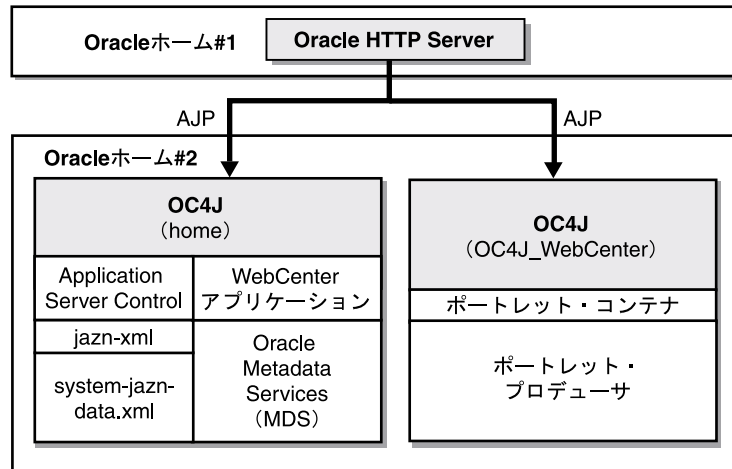 Oracleホーム#1
Oracle HTTP Server
AJP
AJP
Oracleホーム#2
OC4J
(home)
Application
Server Control
WebCenter
アプリケーション
jazn-xml
system-jazn-
data.xml
Oracle
Metadata
Services
(MDS)
OC4J
(OC4J_WebCenter)
ポートレット・コンテナ
ポートレット・
プロデューサ